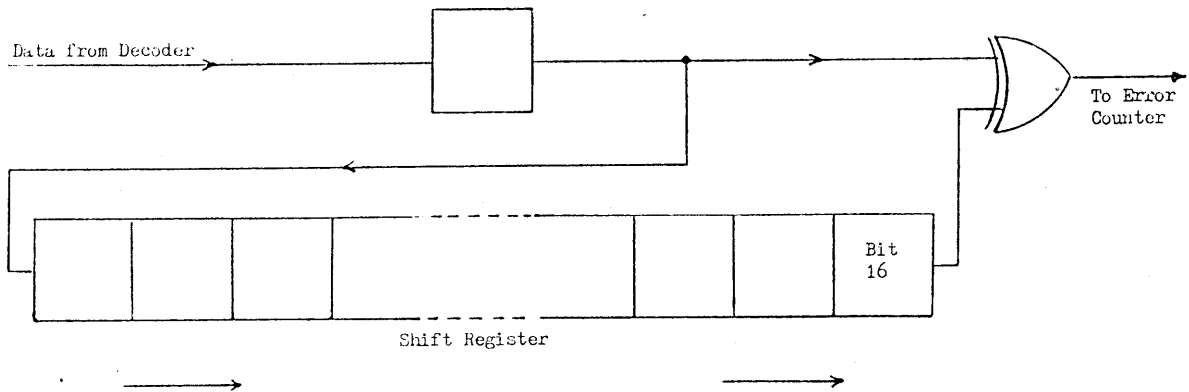 Data from Decoder
To Error
Counter
Bit
16
Shift Register